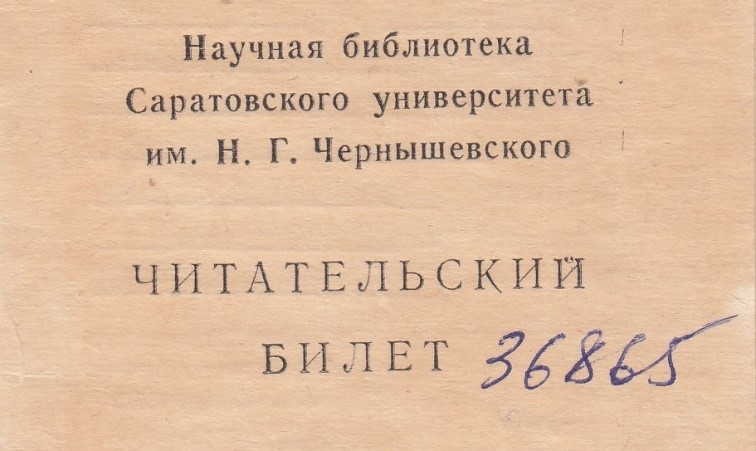 Научная библиотека
Саратовского университета
им. Н. Г. Чернышевского
ЧИТАТЕЛЬСКИЙ
БИЛЕТ 36865